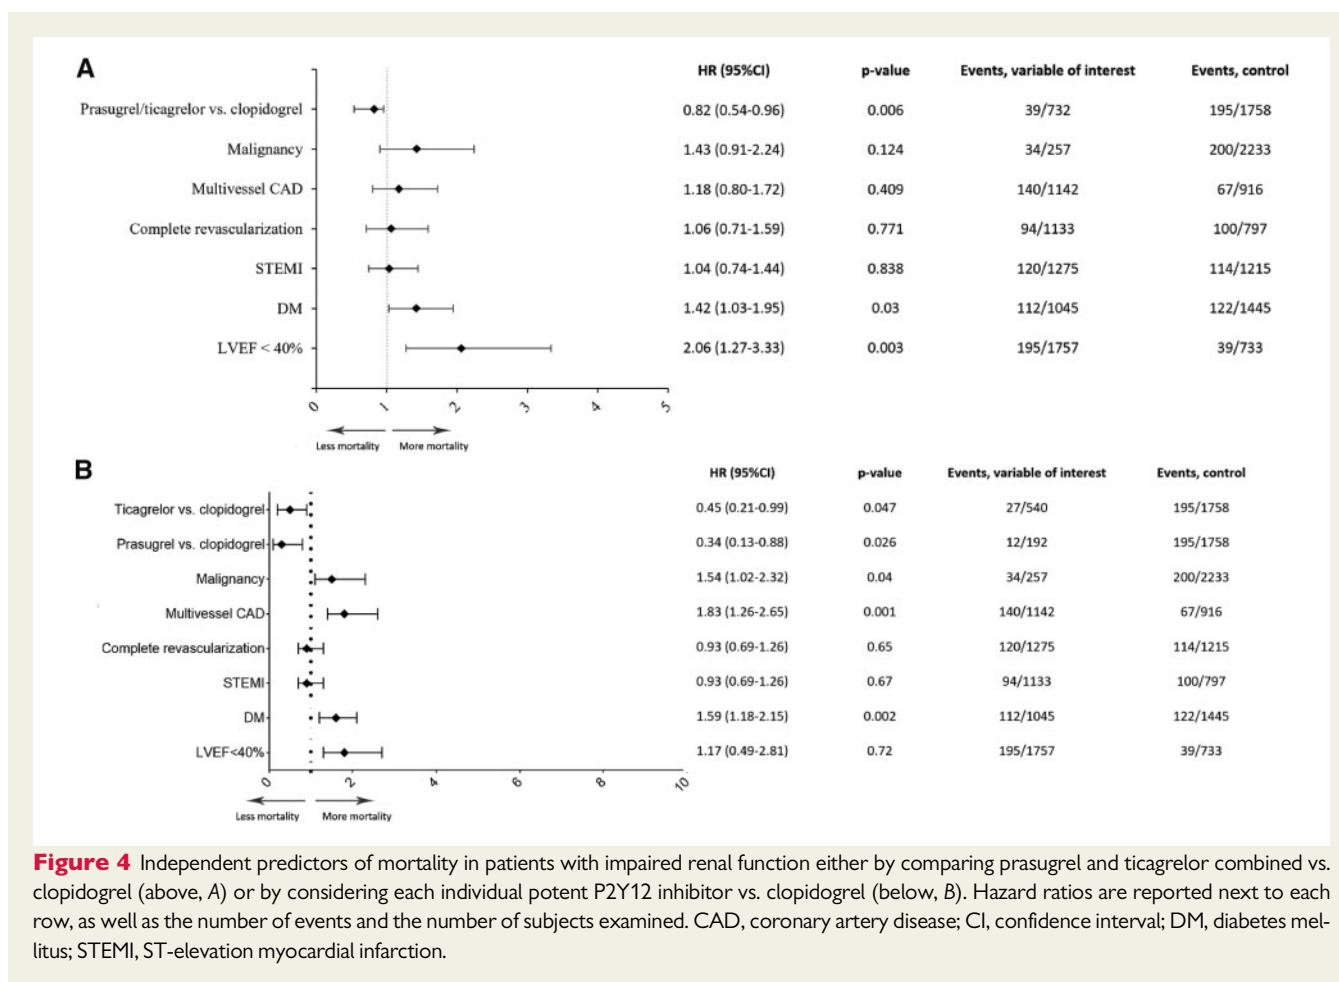 A
HR (95%CI) p-value Events, variable of interest Events, control
Prasugrel/ticagrelor vs. clopidogrel 0.82 (0.54-0.96) 0.006 39/732 195/1758
Malignancy 1.43 (0.91-2.24) 0.124 34/257 200/2233
Multivessel CAD 1.18 (0.80-1.72) 0.409 140/1142 67/916
Complete revascularization 1.06 (0.71-1.59) 0.771 94/1133 100/797
STEMI 1.04 (0.74-1.44) 0.838 120/1275 114/1215
DM 1.42 (1.03-1.95) 0.03 112/1045 122/1445
LVEF < 40% 2.06 (1.27-3.33) 0.003 195/1757 39/733
0 1 2 3 4 5
Less mortality More mortality
B
HR (95%CI) p-value Events, variable of interest Events, control
Ticagrelor vs. clopidogrel 0.45 (0.21-0.99) 0.047 27/540 195/1758
Prasugrel vs. clopidogrel 0.34 (0.13-0.88) 0.026 12/192 195/1758
Malignancy 1.54 (1.02-2.32) 0.04 34/257 200/2233
Multivessel CAD 1.83 (1.26-2.65) 0.001 140/1142 67/916
Complete revascularization 0.93 (0.69-1.26) 0.65 120/1275 114/1215
STEMI 0.93 (0.69-1.26) 0.67 94/1133 100/797
DM 1.59 (1.18-2.15) 0.002 112/1045 122/1445
LVEF<40% 1.17 (0.49-2.81) 0.72 195/1757 39/733
0 2 4 6 8 10
Less mortality More mortality
Figure 4 Independent predictors of mortality in patients with impaired renal function either by comparing prasugrel and ticagrelor combined vs.
clopidogrel (above, A) or by considering each individual potent P2Y12 inhibitor vs. clopidogrel (below, B). Hazard ratios are reported next to each
row, as well as the number of events and the number of subjects examined. CAD, coronary artery disease; CI, confidence interval; DM, diabetes mel-
litus; STEMI, ST-elevation myocardial infarction.